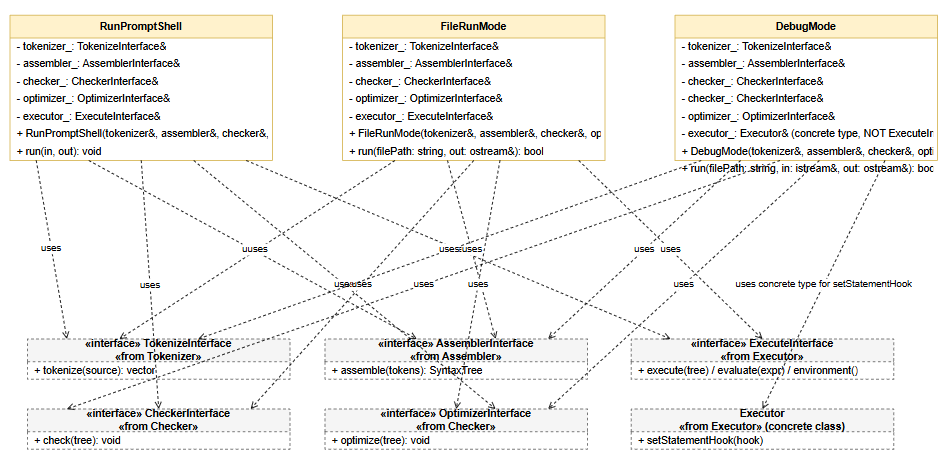 RunPromptShell
- tokenizer_: TokenizeInterface&
- assembler_: AssemblerInterface&
- checker_: CheckerInterface&
- optimizer_: OptimizerInterface&
- executor_: ExecuteInterface&
+ RunPromptShell(tokenizer&, assembler&, checker&,
+ run(in, out): void
FileRunMode
- tokenizer_: TokenizeInterface&
- assembler_: AssemblerInterface&
- checker_: CheckerInterface&
- optimizer_: OptimizerInterface&
- executor_: ExecuteInterface&
+ FileRunMode(tokenizer&, assembler&, checker&, op
+ run(filePath: string, out: ostream&): bool
DebugMode
- tokenizer_: TokenizeInterface&
- assembler_: AssemblerInterface&
- checker_: CheckerInterface&
- checker_: CheckerInterface&
- optimizer_: OptimizerInterface&
- executor_: Executor& (concrete type, NOT ExecuteIn
+ DebugMode(tokenizer&, assembler&, checker&, opti
+ run(filePath: string, in: istream&, out: ostream&): boo
uses
uses
uses
uses
uses
uses
uses
uses
uses
uses
uses
uses
uses
uses
uses concrete type for setStatementHook
«interface» TokenizeInterface
«from Tokenizer»
+ tokenize(source): vector
«interface» AssemblerInterface
«from Assembler»
+ assemble(tokens): SyntaxTree
«interface» ExecuteInterface
«from Executor»
+ execute(tree) / evaluate(expr) / environment()
«interface» CheckerInterface
«from Checker»
+ check(tree): void
«interface» OptimizerInterface
«from Checker»
+ optimize(tree): void
Executor
«from Executor» (concrete class)
+ setStatementHook(hook)